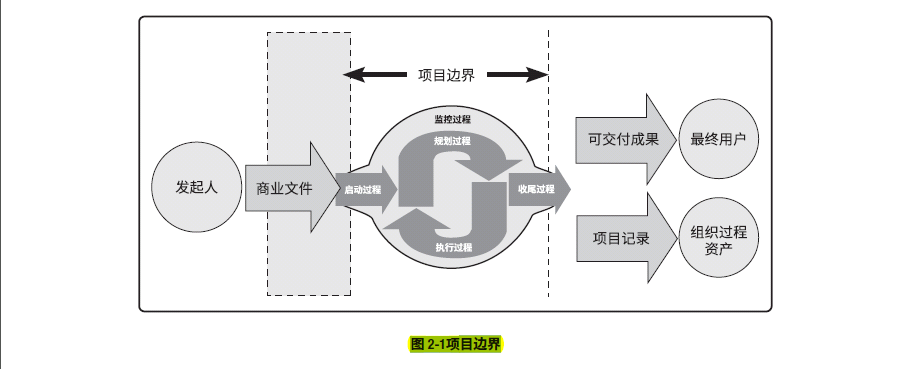 项目边界
监控过程
规划过程
发起人
商业文件
启动过程
收尾过程
执行过程
可交付成果
最终用户
项目记录
组织过程
资产
图 2-1项目边界